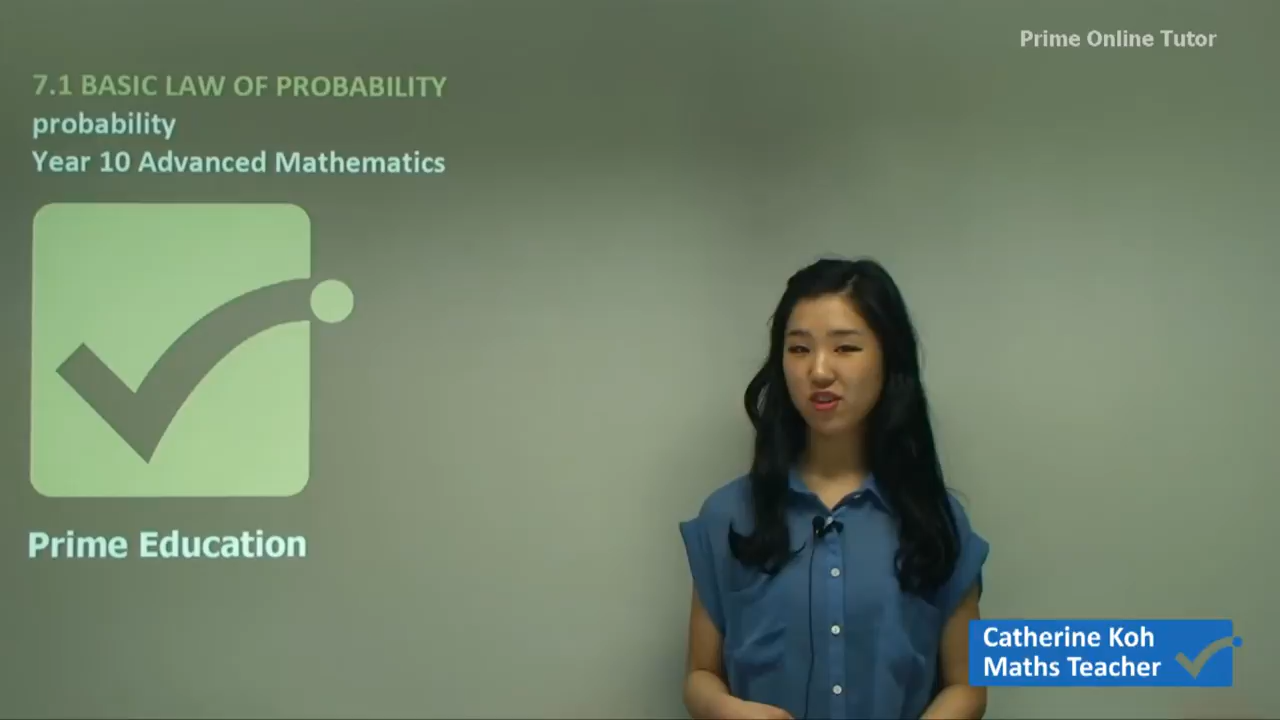 Prime Online Tutor
7.1 BASIC LAW OF PROBABILITY
probability
Year 10 Advanced Mathematics
Prime Education
Catherine Koh
Maths Teacher